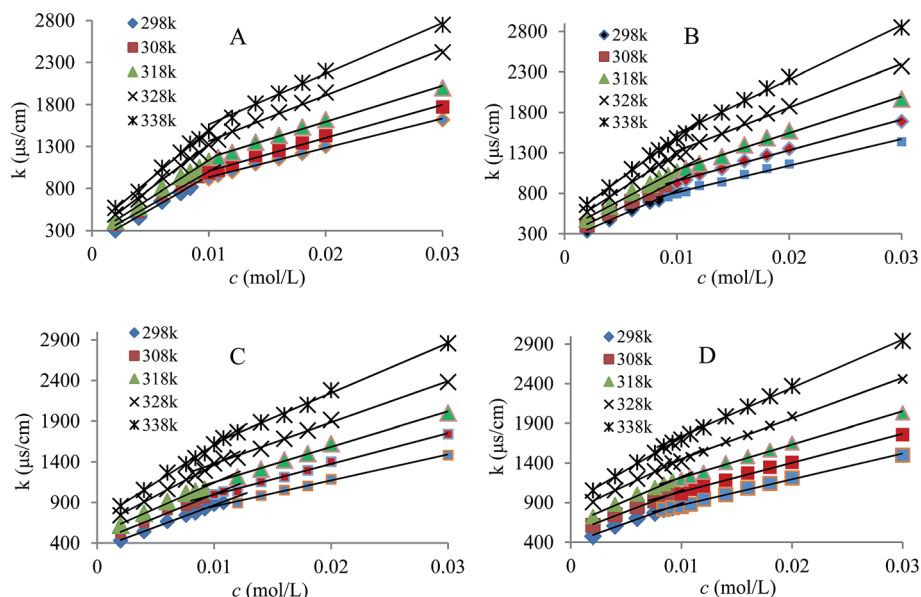 2800
2300
1800
1300
800
300
k (µs/cm)
298k
308k
318k
328k
338k
A
0 0.01 0.02 0.03
c (mol/L)
2800
2300
1800
1300
800
300
k (µs/cm)
298k
308k
318k
328k
338k
B
0 0.01 0.02 0.03
c (mol/L)
2900
2400
1900
1400
900
400
k (µs/cm)
298k
308k
318k
328k
338k
C
0 0.01 0.02 0.03
c (mol/L)
2900
2400
1900
1400
900
400
k (µs/cm)
298k
308k
318k
328k
338k
D
0 0.01 0.02 0.03
c (mol/L)